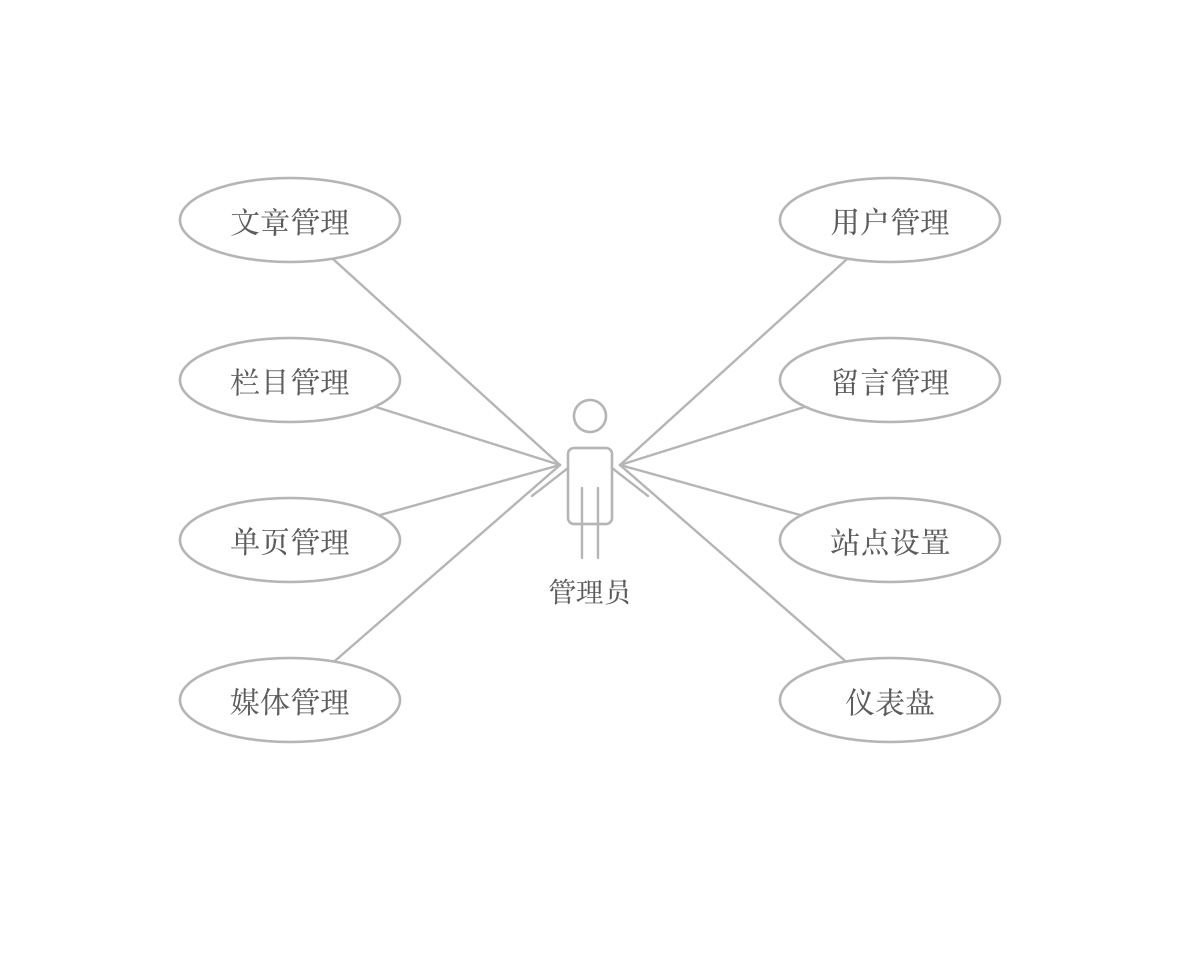 文章管理
用户管理
栏目管理
留言管理
单页管理
站点设置
管理员
媒体管理
仪表盘